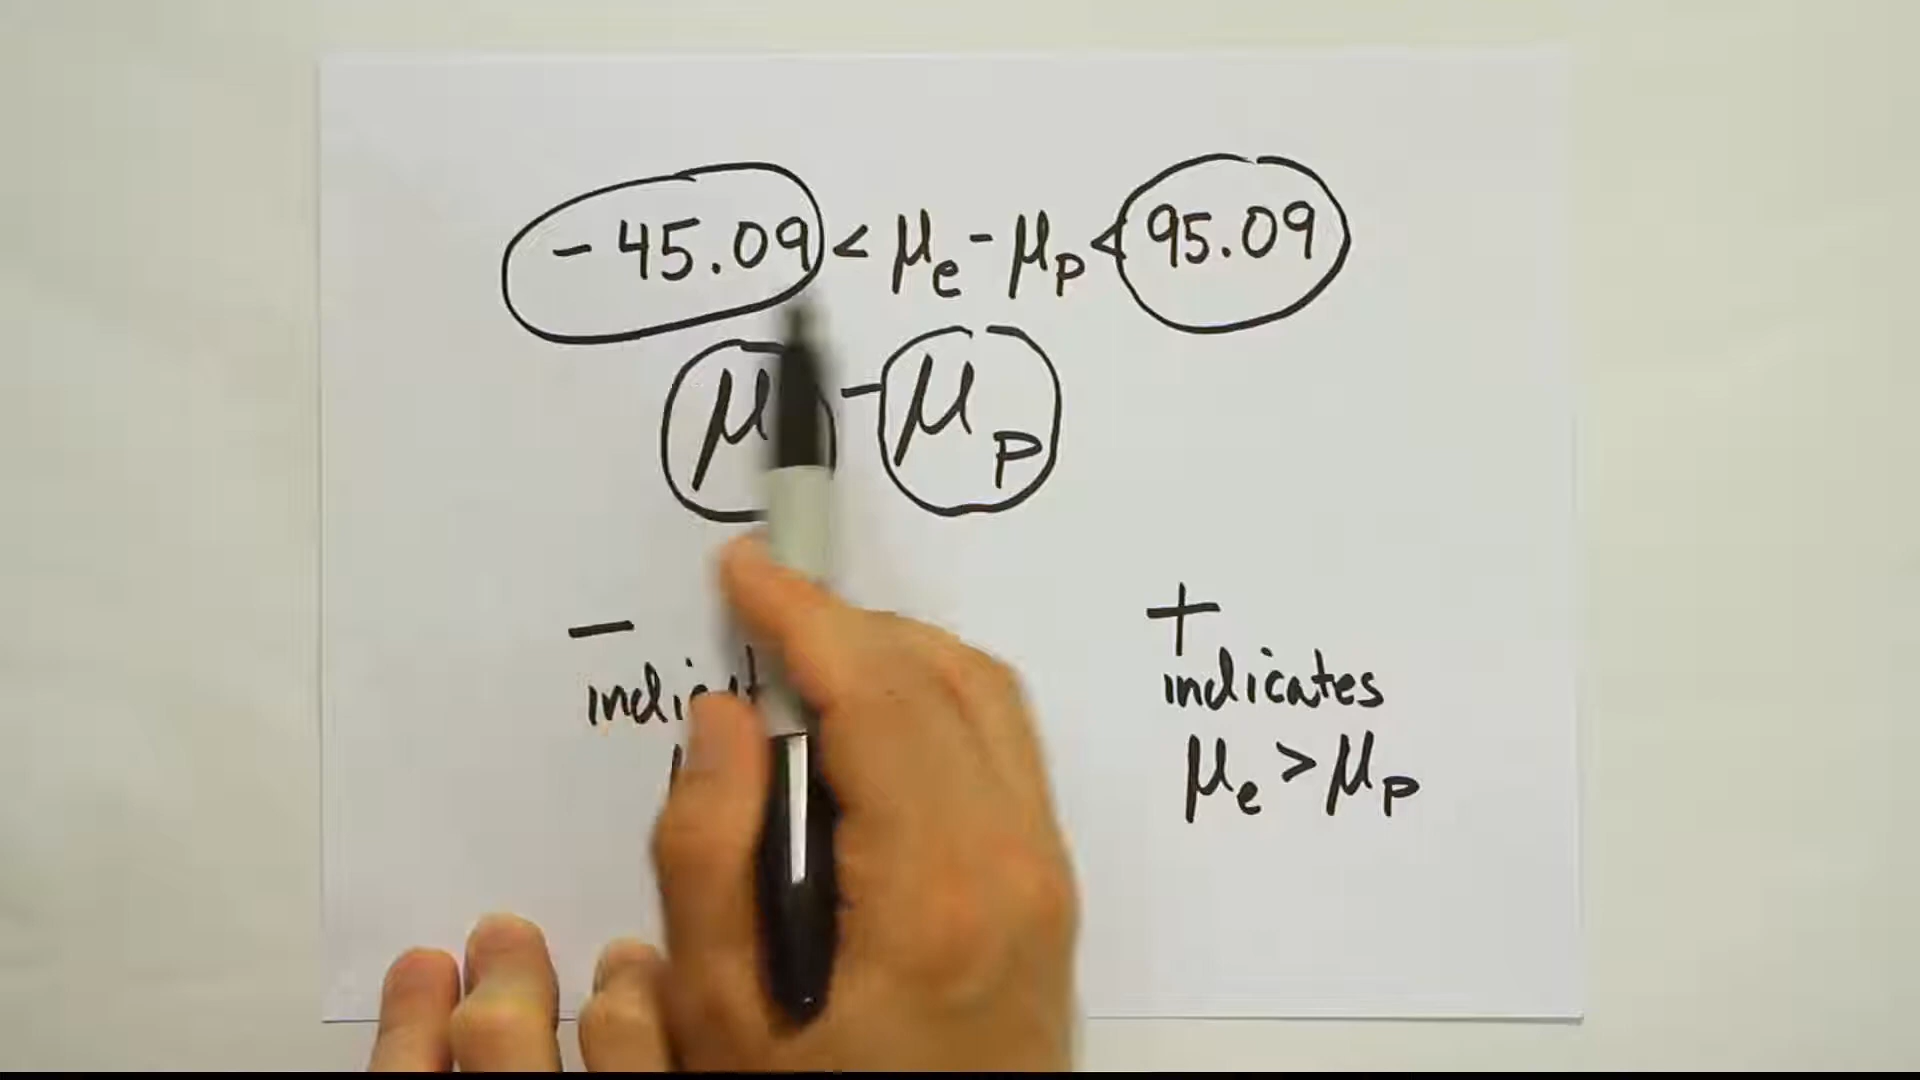 -45.09 < μe - μp < 95.09
μ - μp
- +
indicates
μe > μp